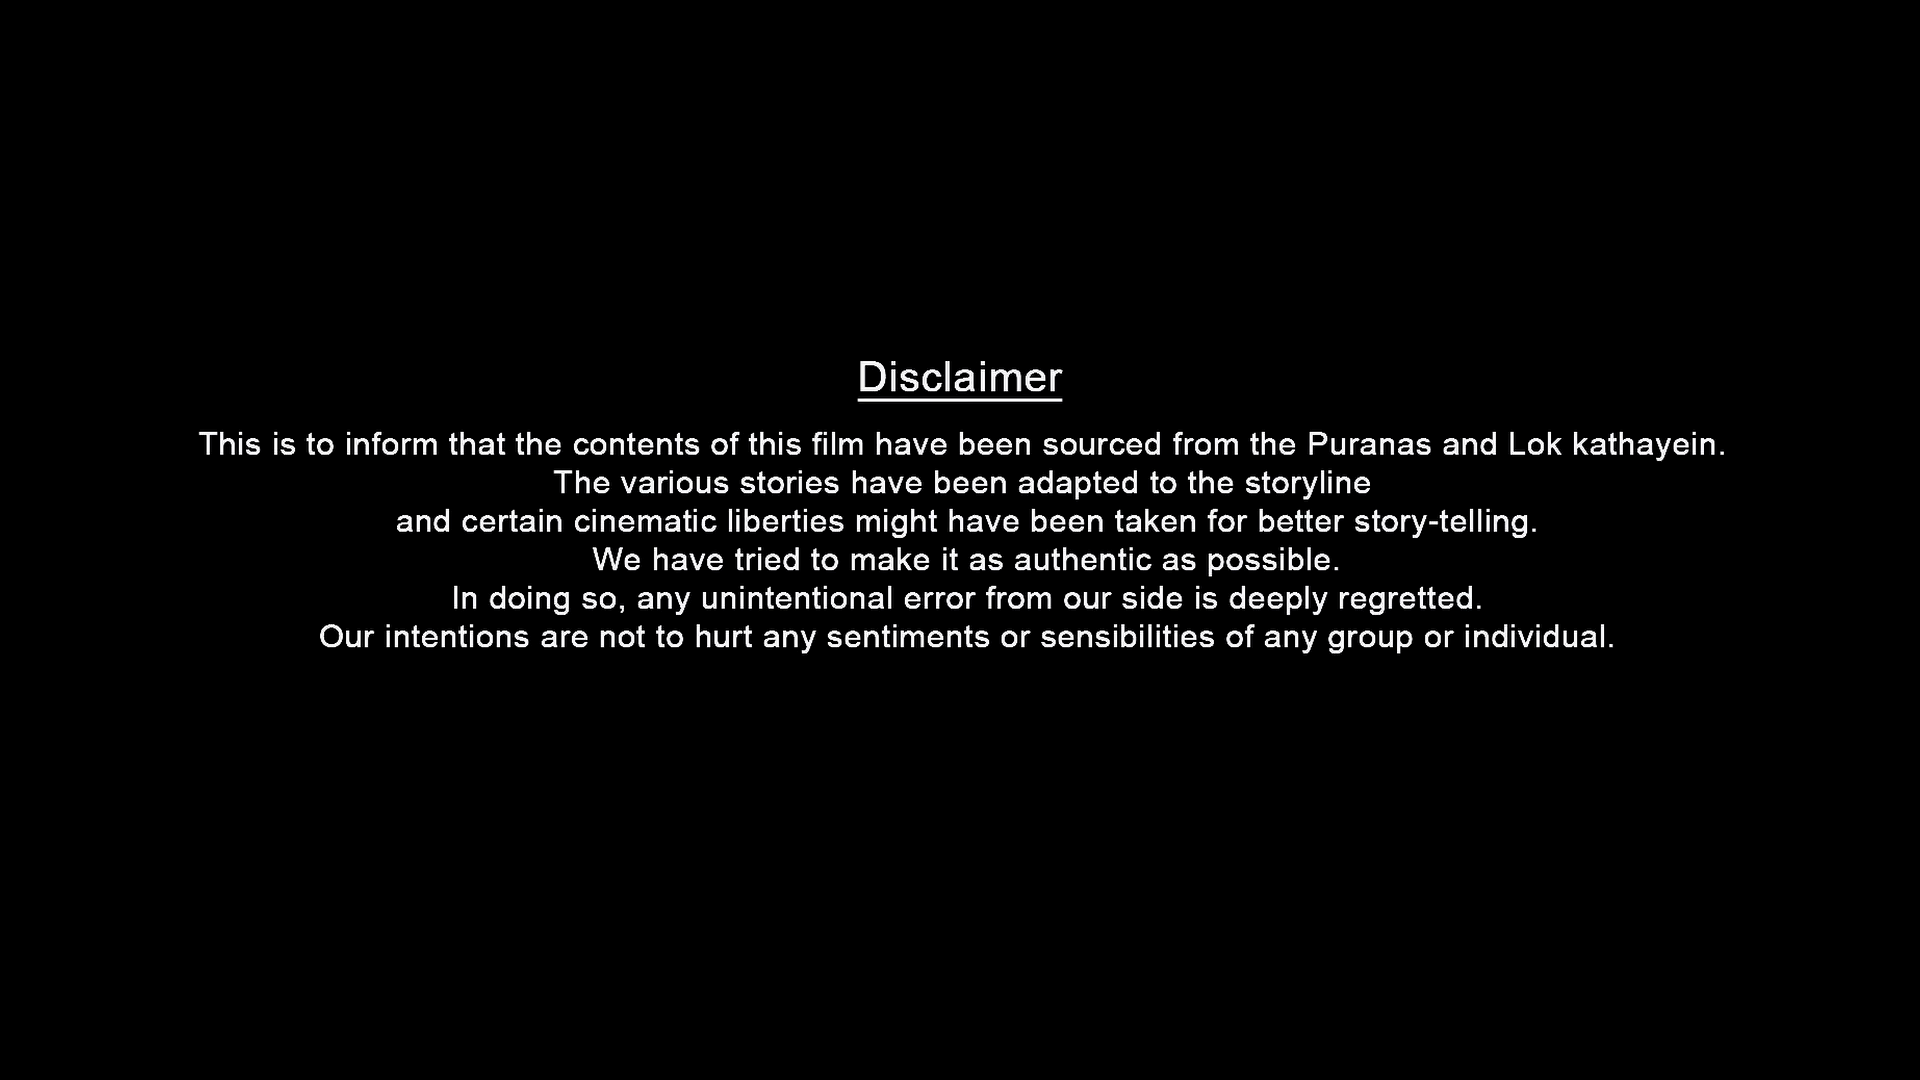 Disclaimer
This is to inform that the contents of this film have been sourced from the Puranas and Lok kathayein.
The various stories have been adapted to the storyline
and certain cinematic liberties might have been taken for better story-telling.
We have tried to make it as authentic as possible.
In doing so, any unintentional error from our side is deeply regretted.
Our intentions are not to hurt any sentiments or sensibilities of any group or individual.